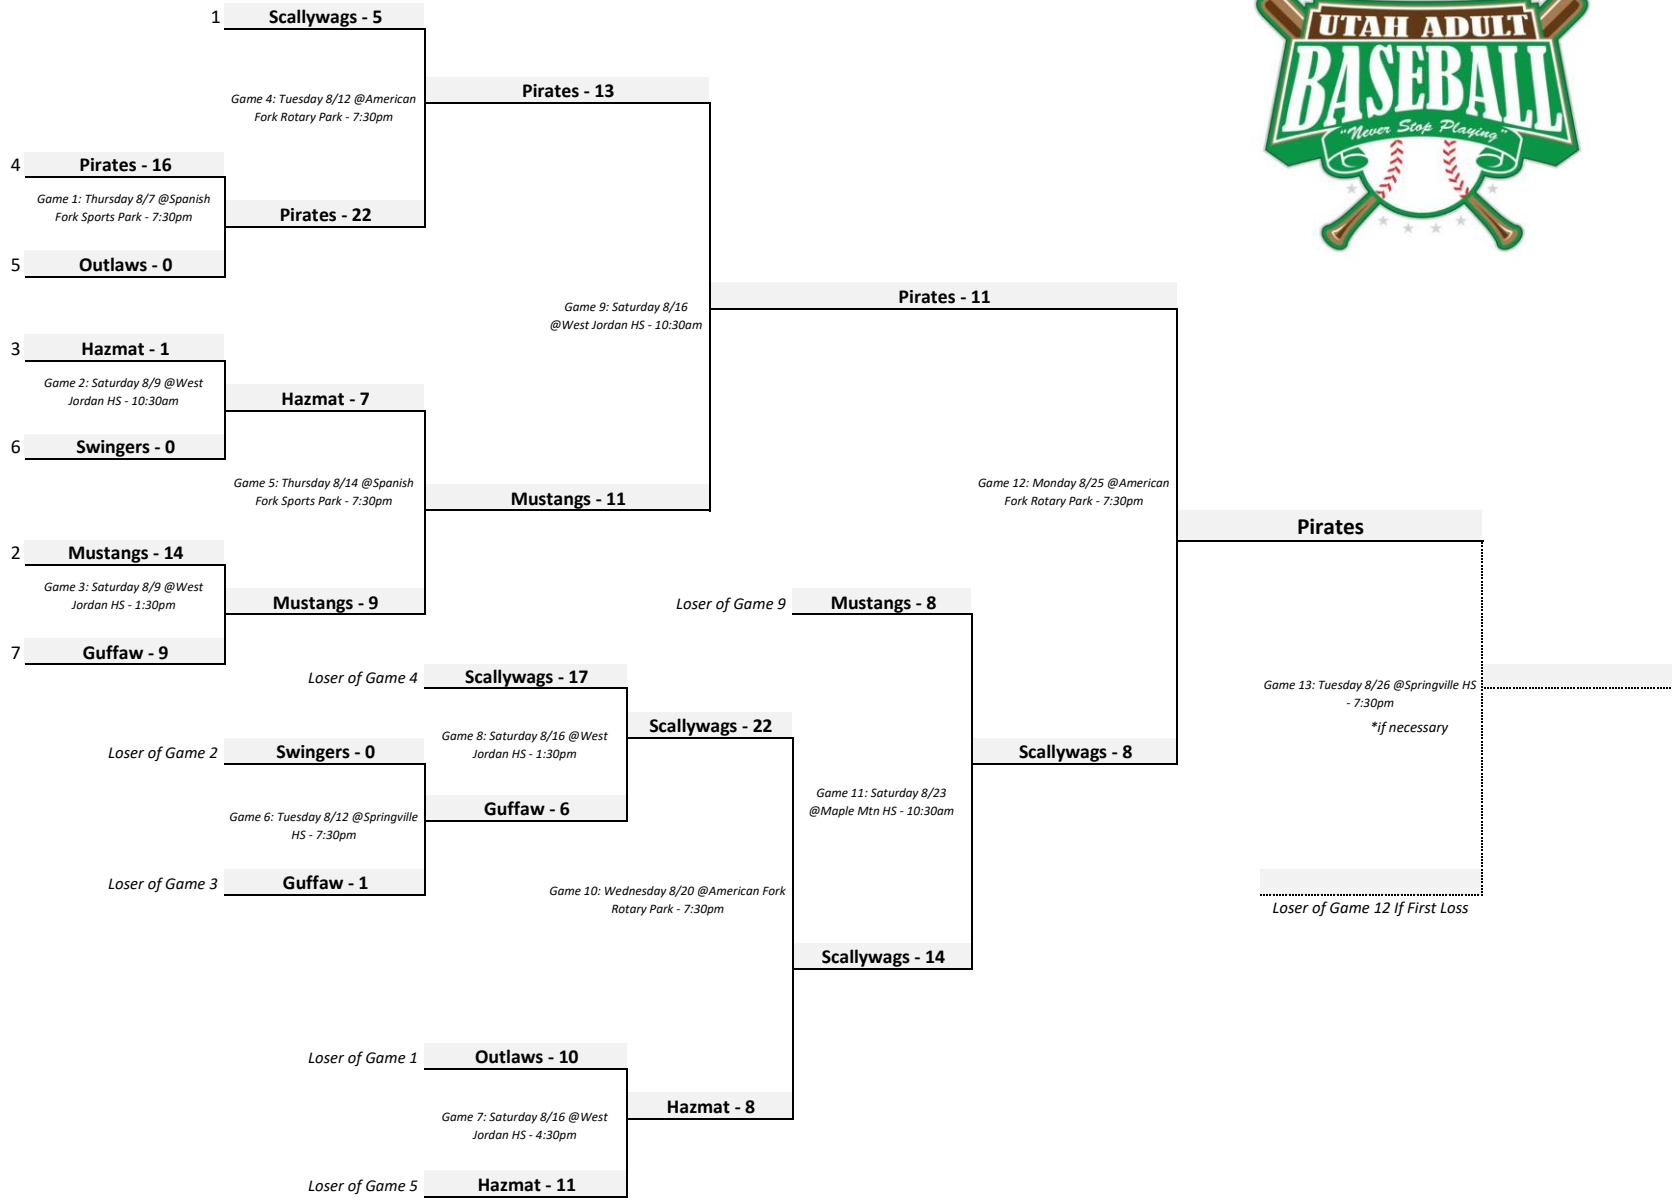 1 Scallywags - 5
UTAH ADULT
BASEBALL
"Never Stop Playing"
Game 4: Tuesday 8/12 @American
Fork Rotary Park - 7:30pm
Pirates - 13
4 Pirates - 16
Game 1: Thursday 8/7 @Spanish
Fork Sports Park - 7:30pm
Pirates - 22
5 Outlaws - 0
Game 9: Saturday 8/16
@West Jordan HS - 10:30am
Pirates - 11
3 Hazmat - 1
Game 2: Saturday 8/9 @West
Jordan HS - 10:30am
Hazmat - 7
6 Swingers - 0
Game 5: Thursday 8/14 @Spanish
Fork Sports Park - 7:30pm
Mustangs - 11
Game 12: Monday 8/25 @American
Fork Rotary Park - 7:30pm
Pirates
2 Mustangs - 14
Game 3: Saturday 8/9 @West
Jordan HS - 1:30pm
Mustangs - 9
Loser of Game 9 Mustangs - 8
7 Guffaw - 9
Loser of Game 4 Scallywags - 17
Game 13: Tuesday 8/26 @Springville HS
- 7:30pm
*if necessary
Scallywags - 22
Game 8: Saturday 8/16 @West
Jordan HS - 1:30pm
Loser of Game 2 Swingers - 0
Scallywags - 8
Game 6: Tuesday 8/12 @Springville
HS - 7:30pm
Guffaw - 6
Game 11: Saturday 8/23
@Maple Mtn HS - 10:30am
Loser of Game 3 Guffaw - 1
Game 10: Wednesday 8/20 @American Fork
Rotary Park - 7:30pm
Loser of Game 12 If First Loss
Scallywags - 14
Loser of Game 1 Outlaws - 10
Hazmat - 8
Game 7: Saturday 8/16 @West
Jordan HS - 4:30pm
Loser of Game 5 Hazmat - 11